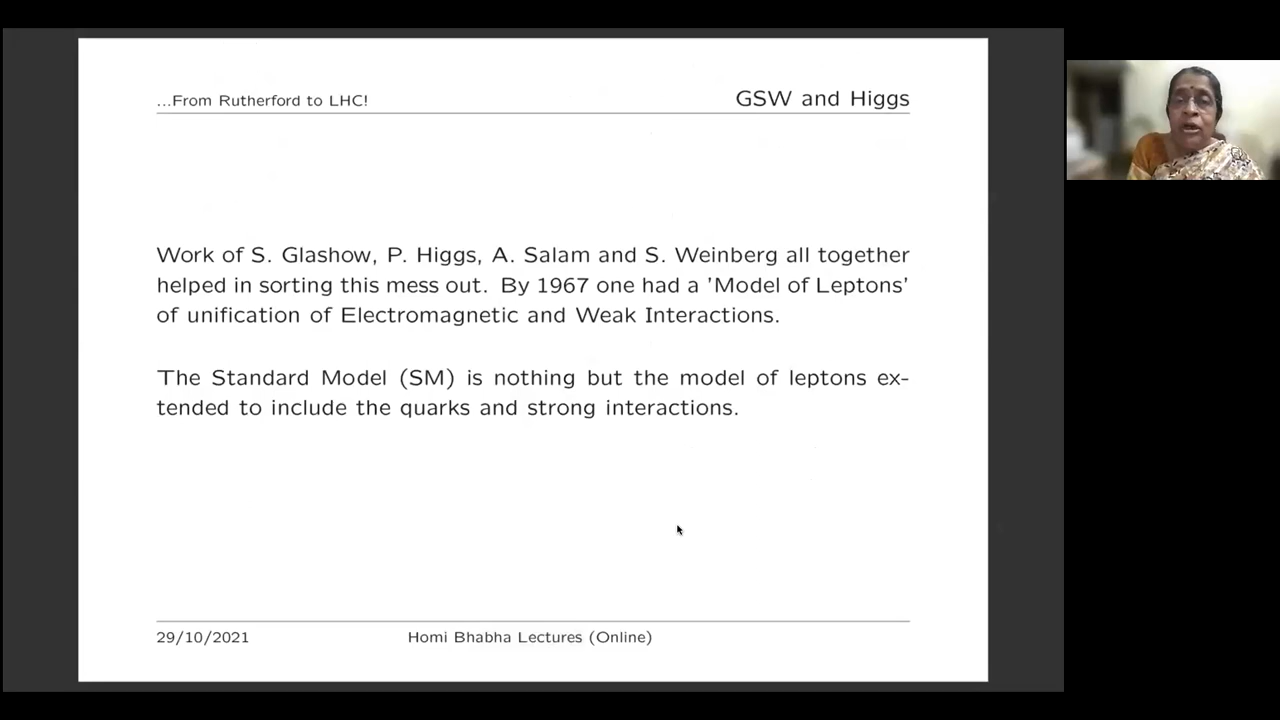 ...From Rutherford to LHC!
GSW and Higgs
Work of S. Glashow, P. Higgs, A. Salam and S. Weinberg all together
helped in sorting this mess out. By 1967 one had a 'Model of Leptons'
of unification of Electromagnetic and Weak Interactions.
The Standard Model (SM) is nothing but the model of leptons ex-
tended to include the quarks and strong interactions.
29/10/2021
Homi Bhabha Lectures (Online)